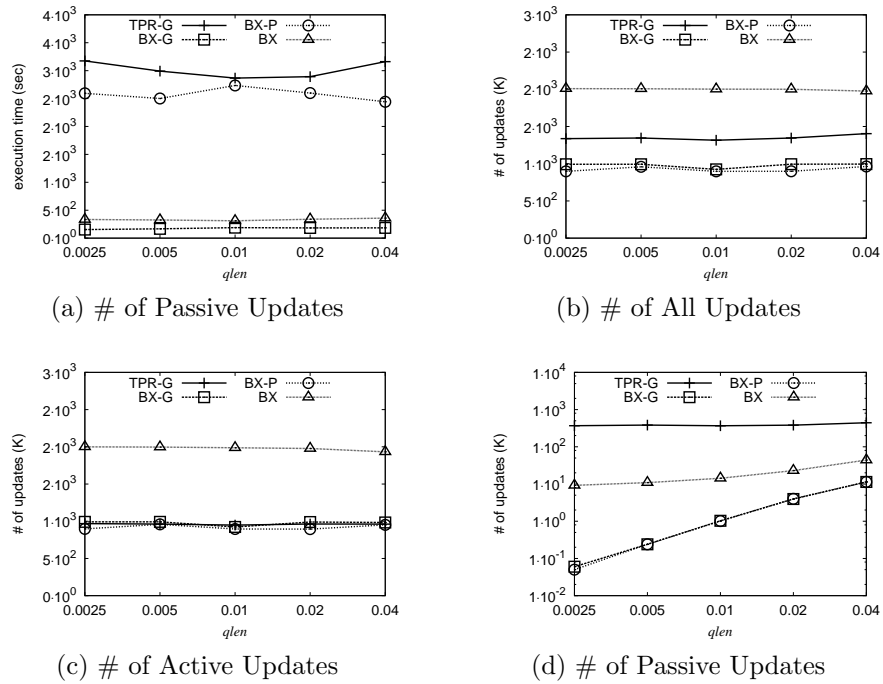 4·10³
4·10³
3·10³
2·10³
2·10³
2·10³
1·10³
5·10²
0·10⁰
execution time (sec)
TPR-G BX-P
BX-G BX
0.0025 0.005 0.01 0.02 0.04
qlen
(a) # of Passive Updates
3·10³
2·10³
2·10³
2·10³
1·10³
5·10²
0·10⁰
# of updates (K)
TPR-G BX-P
BX-G BX
0.0025 0.005 0.01 0.02 0.04
qlen
(b) # of All Updates
3·10³
2·10³
2·10³
2·10³
1·10³
5·10²
0·10⁰
# of updates (K)
TPR-G BX-P
BX-G BX
0.0025 0.005 0.01 0.02 0.04
qlen
(c) # of Active Updates
1·10⁴
1·10³
1·10²
1·10¹
1·10⁰
1·10⁻¹
1·10⁻²
# of updates (K)
TPR-G BX-P
BX-G BX
0.0025 0.005 0.01 0.02 0.04
qlen
(d) # of Passive Updates